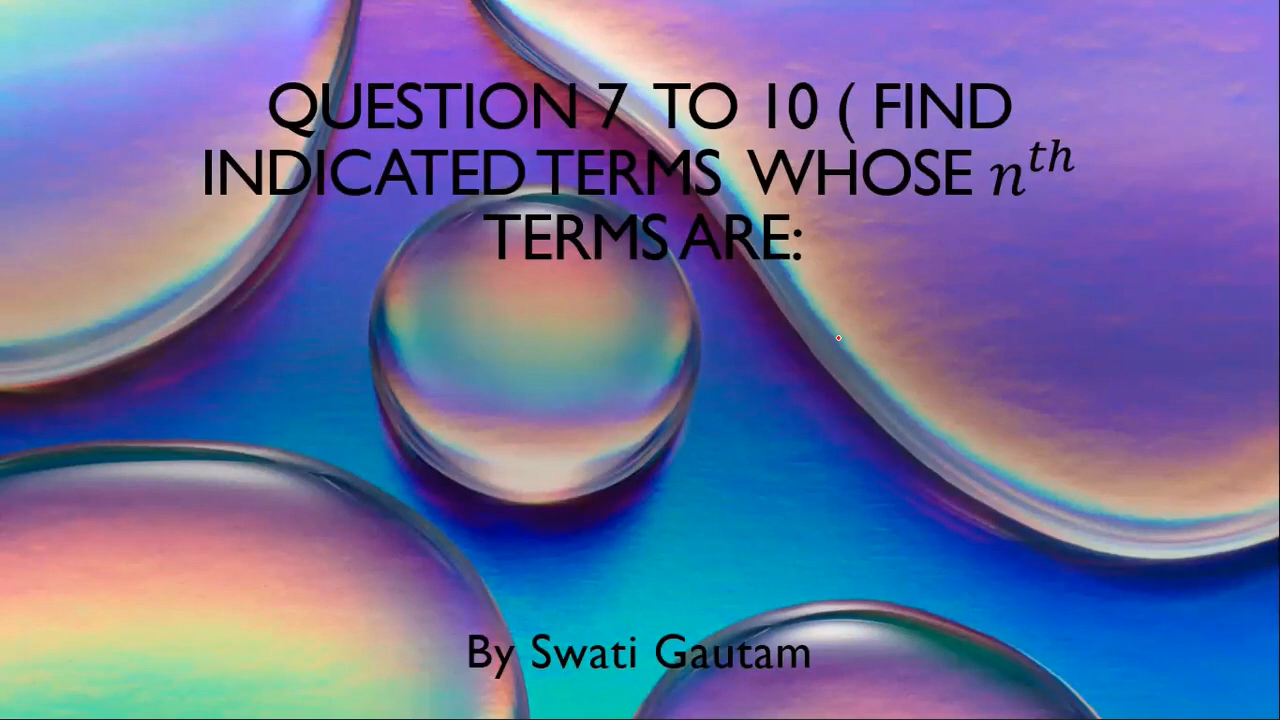 QUESTION 7 TO 10 ( FIND
INDICATED TERMS WHOSE nᵗʰ
TERMS ARE:
By Swati Gautam